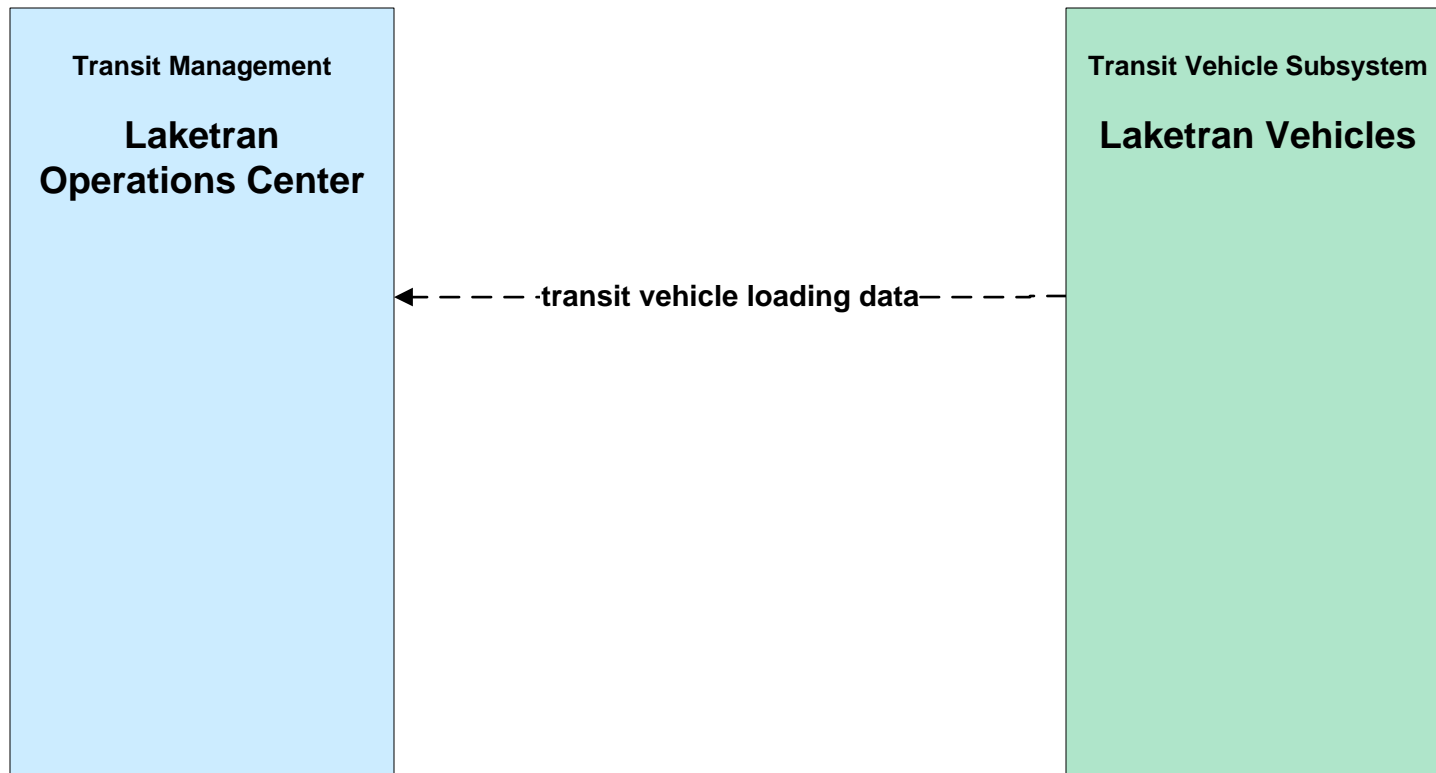 Transit Management
Laketran
Operations Center
Transit Vehicle Subsystem
Laketran Vehicles
transit vehicle loading data